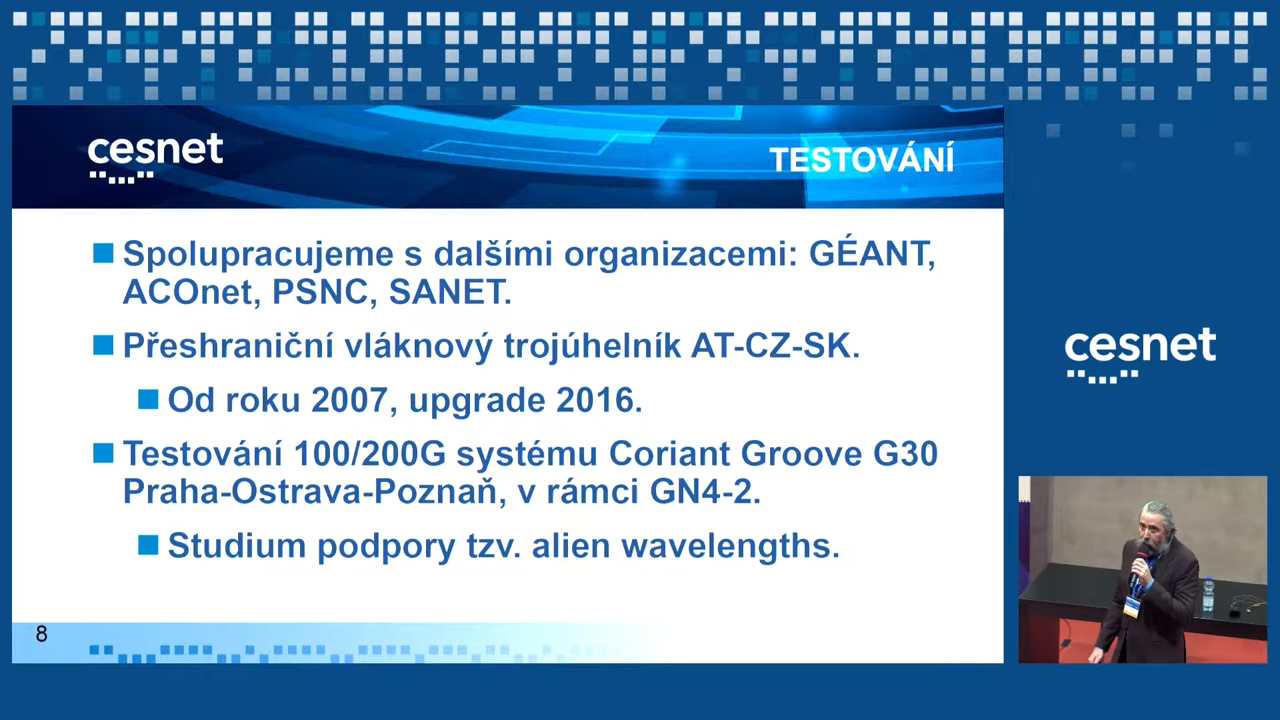 cesnet
TESTOVÁNÍ
Spolupracujeme s dalšími organizacemi: GÉANT,
ACOnet, PSNC, SANET.
Přeshraniční vláknový trojúhelník AT-CZ-SK.
Od roku 2007, upgrade 2016.
Testování 100/200G systému Coriant Groove G30
Praha-Ostrava-Poznaň, v rámci GN4-2.
Studium podpory tzv. alien wavelengths.
8
cesnet